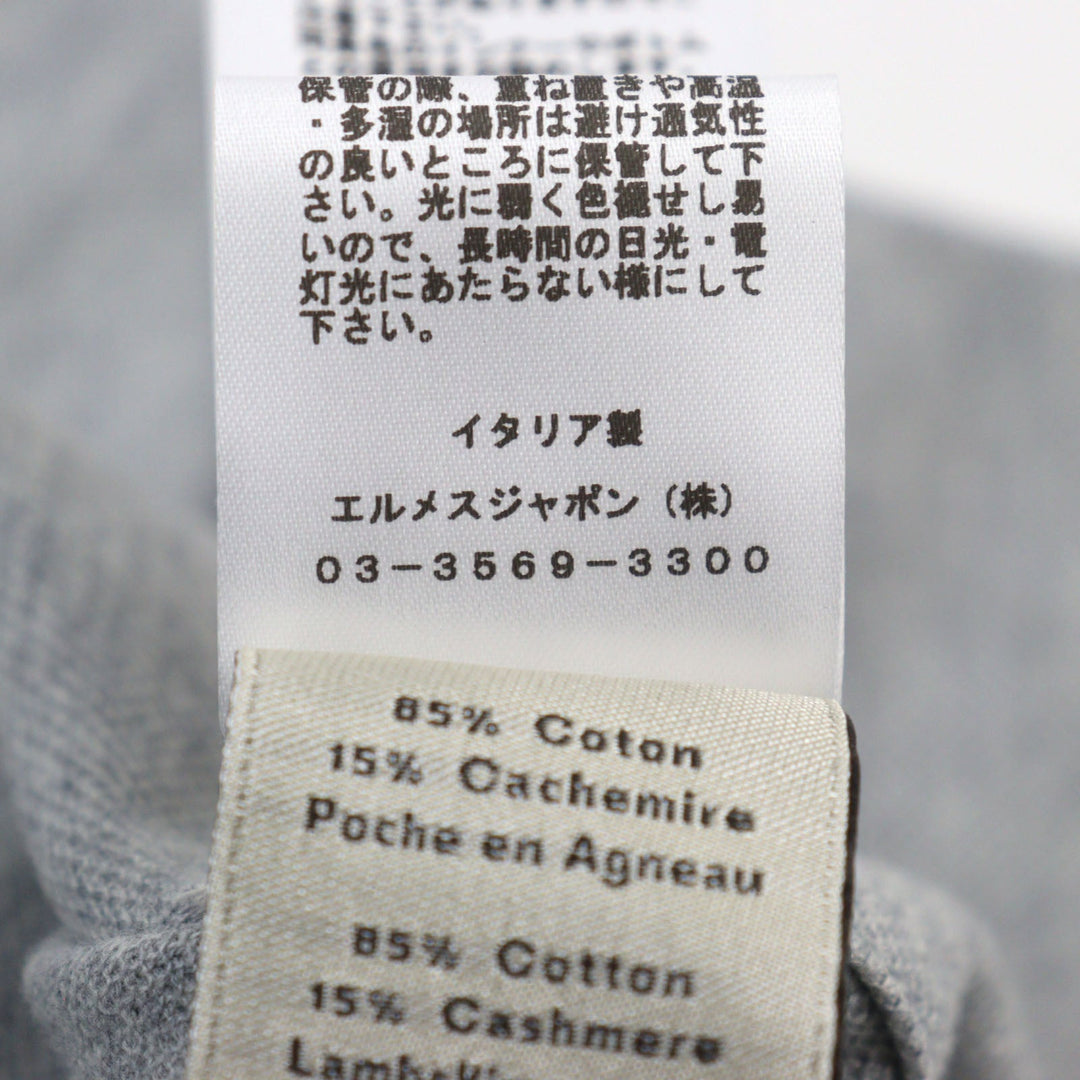 保管の際、重ね置きや高温
・多湿の場所は避け通気性
の良いところに保管して下
さい。光に弱く色褪せし易
いので、長時間の日光・電
灯光にあたらない様にして
下さい。
イタリア製
エルメスジャポン（株）
03-3569-3300
85% Coton
15% Cachemire
Poche en Agneau
85% Cotton
15% Cashmere